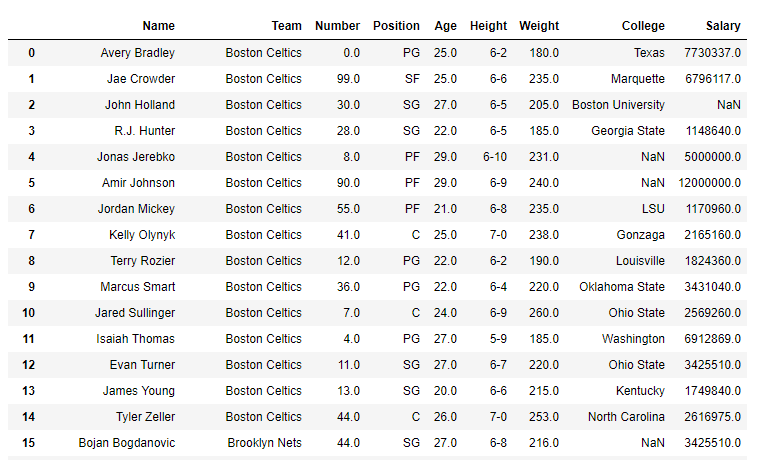 Name Team Number Position Age Height Weight College Salary
0 Avery Bradley Boston Celtics 0.0 PG 25.0 6-2 180.0 Texas 7730337.0
1 Jae Crowder Boston Celtics 99.0 SF 25.0 6-6 235.0 Marquette 6796117.0
2 John Holland Boston Celtics 30.0 SG 27.0 6-5 205.0 Boston University NaN
3 R.J. Hunter Boston Celtics 28.0 SG 22.0 6-5 185.0 Georgia State 1148640.0
4 Jonas Jerebko Boston Celtics 8.0 PF 29.0 6-10 231.0 NaN 5000000.0
5 Amir Johnson Boston Celtics 90.0 PF 29.0 6-9 240.0 NaN 12000000.0
6 Jordan Mickey Boston Celtics 55.0 PF 21.0 6-8 235.0 LSU 1170960.0
7 Kelly Olynyk Boston Celtics 41.0 C 25.0 7-0 238.0 Gonzaga 2165160.0
8 Terry Rozier Boston Celtics 12.0 PG 22.0 6-2 190.0 Louisville 1824360.0
9 Marcus Smart Boston Celtics 36.0 PG 22.0 6-4 220.0 Oklahoma State 3431040.0
10 Jared Sullinger Boston Celtics 7.0 C 24.0 6-9 260.0 Ohio State 2569260.0
11 Isaiah Thomas Boston Celtics 4.0 PG 27.0 5-9 185.0 Washington 6912869.0
12 Evan Turner Boston Celtics 11.0 SG 27.0 6-7 220.0 Ohio State 3425510.0
13 James Young Boston Celtics 13.0 SG 20.0 6-6 215.0 Kentucky 1749840.0
14 Tyler Zeller Boston Celtics 44.0 C 26.0 7-0 253.0 North Carolina 2616975.0
15 Bojan Bogdanovic Brooklyn Nets 44.0 SG 27.0 6-8 216.0 NaN 3425510.0